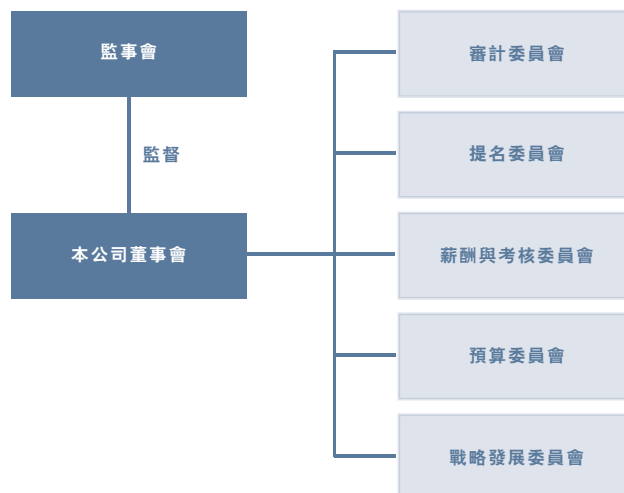 監事會
監督
本公司董事會
審計委員會
提名委員會
薪酬與考核委員會
預算委員會
戰略發展委員會